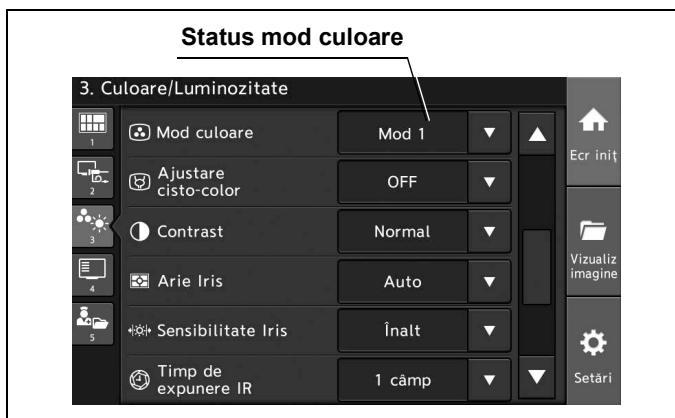 Status mod culoare
3. Culoare/Luminozitate
1
2
3
4
5
Mod culoare Mod 1
Ajustare
cisto-color OFF
Contrast Normal
Arie Iris Auto
Sensibilitate Iris Înalt
Timp de
expunere IR 1 câmp
Ecr iniţ
Vizualiz
imagine
Setări